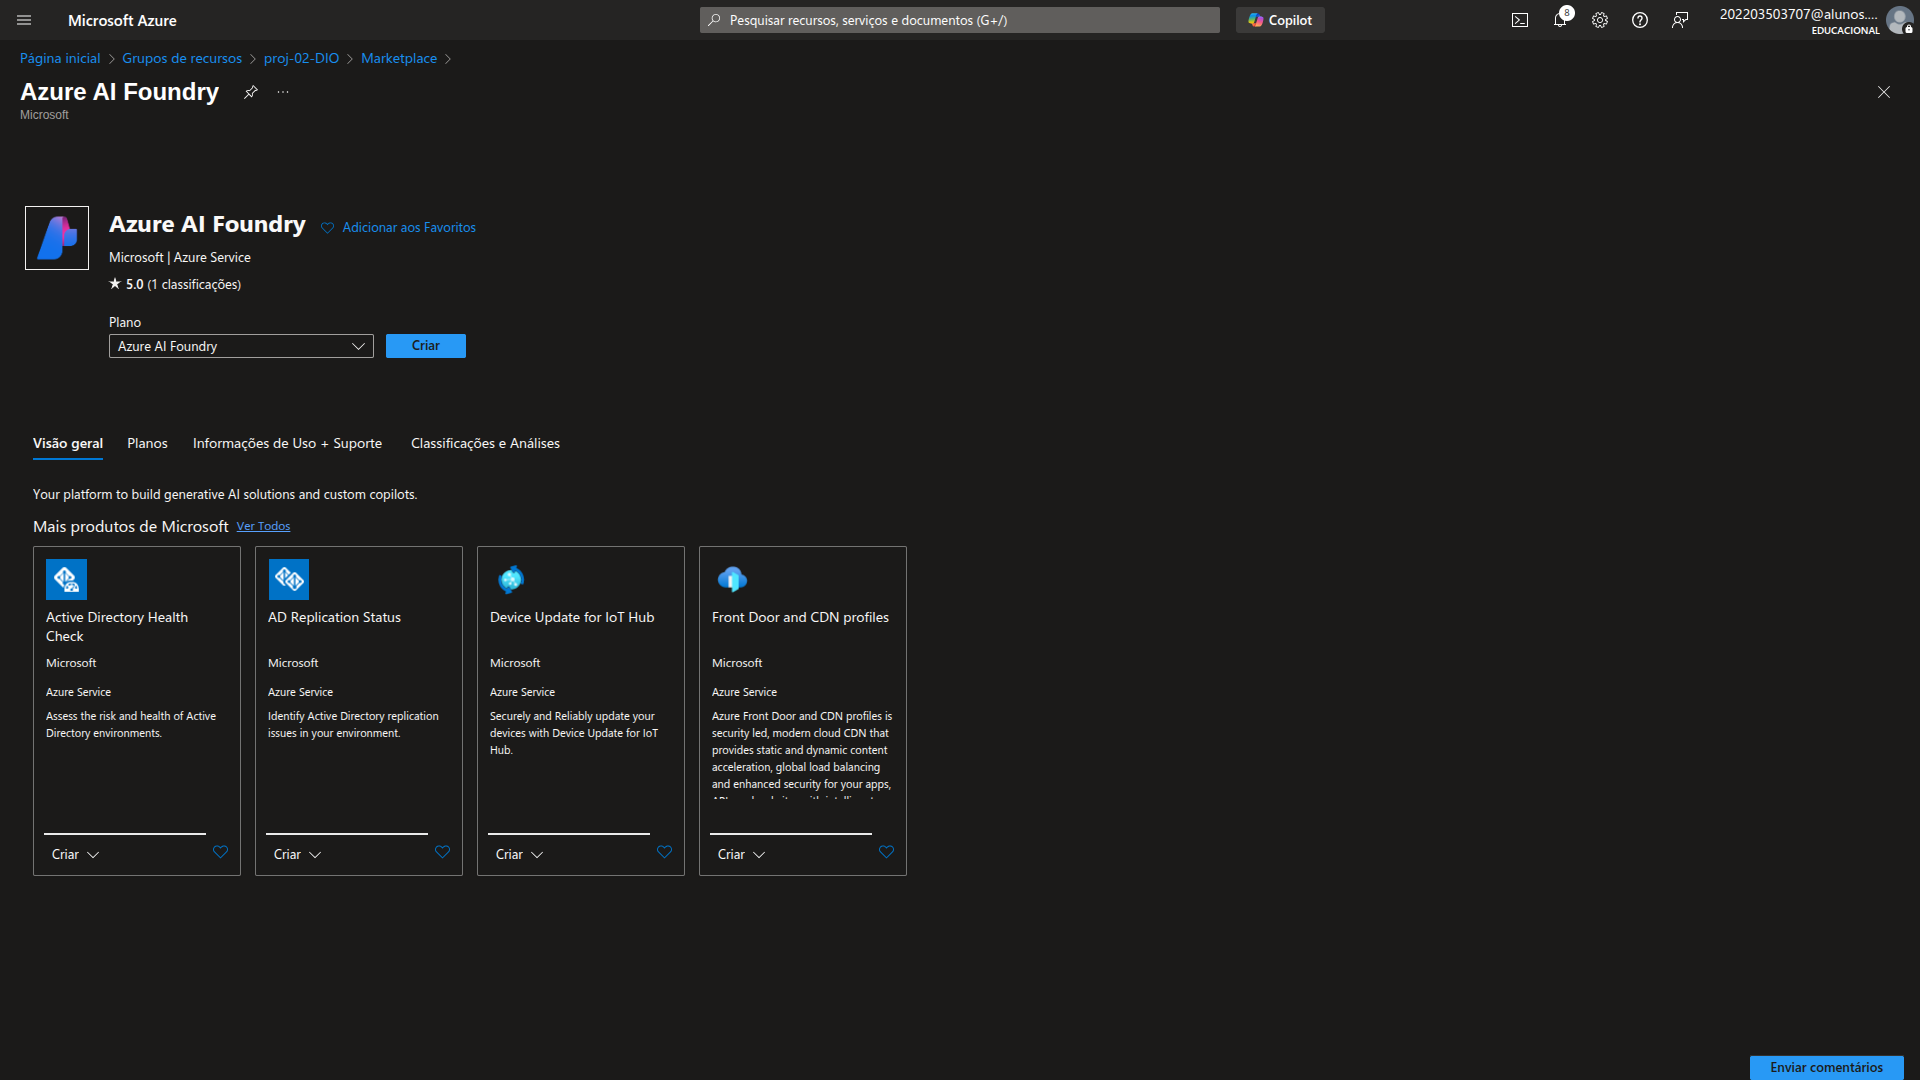 Microsoft Azure
Pesquisar recursos, serviços e documentos (G+/)
Copilot
8
202203503707@alunos....
EDUCACIONAL
Página inicial > Grupos de recursos > proj-02-DIO > Marketplace >
Azure AI Foundry
Microsoft
Azure AI Foundry
Adicionar aos Favoritos
Microsoft | Azure Service
★ 5.0 (1 classificações)
Plano
Azure AI Foundry
Criar
Visão geral
Planos
Informações de Uso + Suporte
Classificações e Análises
Your platform to build generative AI solutions and custom copilots.
Mais produtos de Microsoft Ver Todos
Active Directory Health
Check
Microsoft
Azure Service
Assess the risk and health of Active
Directory environments.
Criar
AD Replication Status
Microsoft
Azure Service
Identify Active Directory replication
issues in your environment.
Criar
Device Update for IoT Hub
Microsoft
Azure Service
Securely and Reliably update your
devices with Device Update for IoT
Hub.
Criar
Front Door and CDN profiles
Microsoft
Azure Service
Azure Front Door and CDN profiles is
security led, modern cloud CDN that
provides static and dynamic content
acceleration, global load balancing
and enhanced security for your apps,
Criar
Enviar comentários